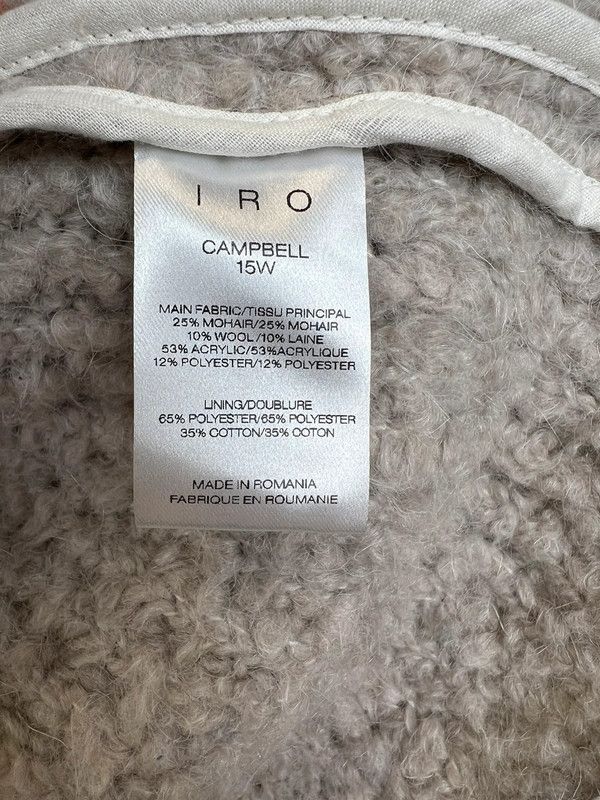 I R O
CAMPBELL
15W
MAIN FABRIC/TISSU PRINCIPAL
25% MOHAIR/25% MOHAIR
10% WOOL/10% LAINE
53% ACRYLIC/53%ACRYLIQUE
12% POLYESTER/12% POLYESTER
LINING/DOUBLURE
65% POLYESTER/65% POLYESTER
35% COTTON/35% COTON
MADE IN ROMANIA
FABRIQUE EN ROUMANIE